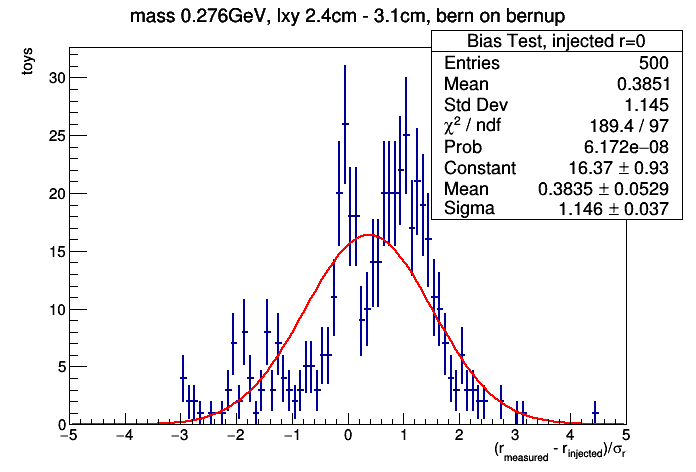 mass 0.276GeV, lxy 2.4cm - 3.1cm, bern on bernup
toys
Bias Test, injected r=0
Entries 500
Mean 0.3851
Std Dev 1.145
χ² / ndf 189.4 / 97
Prob 6.172e−08
Constant 16.37 ± 0.93
Mean 0.3835 ± 0.0529
Sigma 1.146 ± 0.037
30
25
20
15
10
5
0
−5 −4 −3 −2 −1 0 1 2 3 4 5
(r_measured - r_injected)/σ_r